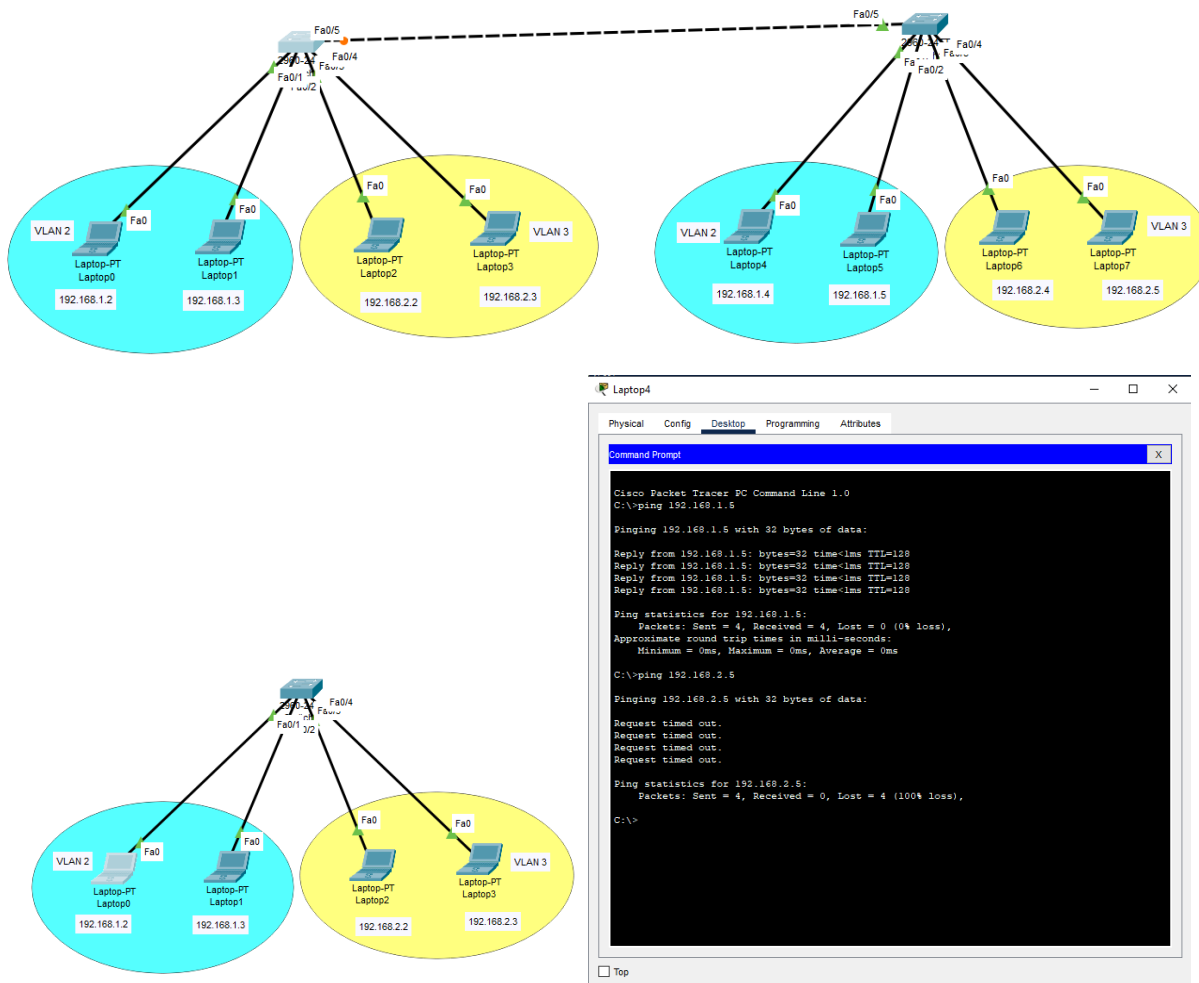 Fa0/5
Fa0/5
Fa0/4
Fa0/1
Fa0/4
Fa0/2
VLAN 2
Fa0
Fa0
Fa0
Fa0
VLAN 3
Laptop-PT
Laptop0
Laptop-PT
Laptop1
Laptop-PT
Laptop2
Laptop-PT
Laptop3
192.168.1.2
192.168.1.3
192.168.2.2
192.168.2.3
VLAN 2
Fa0
Fa0
Fa0
Fa0
VLAN 3
Laptop-PT
Laptop4
Laptop-PT
Laptop5
Laptop-PT
Laptop6
Laptop-PT
Laptop7
192.168.1.4
192.168.1.5
192.168.2.4
192.168.2.5
Laptop4
Physical Config Desktop Programming Attributes
Command Prompt
X
Cisco Packet Tracer PC Command Line 1.0
C:\>ping 192.168.1.5
Pinging 192.168.1.5 with 32 bytes of data:
Reply from 192.168.1.5: bytes=32 time<1ms TTL=128
Reply from 192.168.1.5: bytes=32 time<1ms TTL=128
Reply from 192.168.1.5: bytes=32 time<1ms TTL=128
Reply from 192.168.1.5: bytes=32 time<1ms TTL=128
Ping statistics for 192.168.1.5:
Packets: Sent = 4, Received = 4, Lost = 0 (0% loss),
Approximate round trip times in milli-seconds:
Minimum = 0ms, Maximum = 0ms, Average = 0ms
C:\>ping 192.168.2.5
Pinging 192.168.2.5 with 32 bytes of data:
Request timed out.
Request timed out.
Request timed out.
Request timed out.
Ping statistics for 192.168.2.5:
Packets: Sent = 4, Received = 0, Lost = 4 (100% loss),
C:\>
Top
Fa0/4
Fa0/1
VLAN 2
Fa0
Fa0
Fa0
Fa0
VLAN 3
Laptop-PT
Laptop0
Laptop-PT
Laptop1
Laptop-PT
Laptop2
Laptop-PT
Laptop3
192.168.1.2
192.168.1.3
192.168.2.2
192.168.2.3